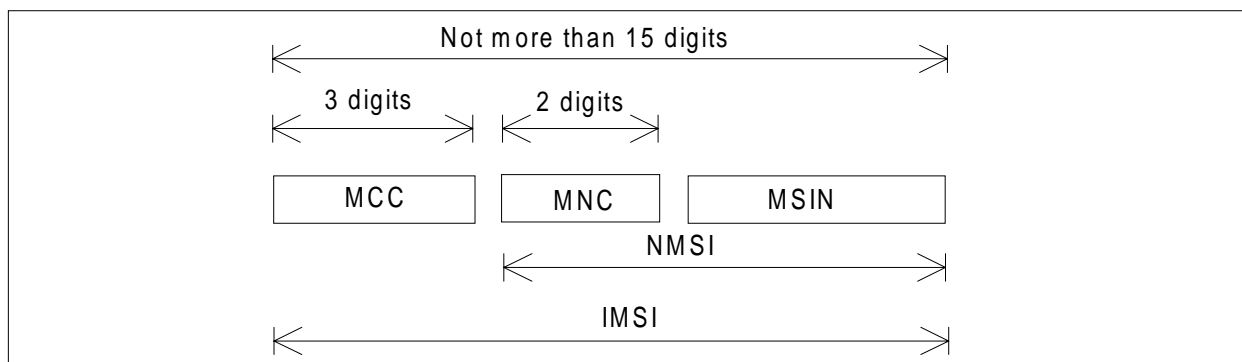 Not more than 15 digits
3 digits 2 digits
MCC MNC MSIN
NMSI
IMSI